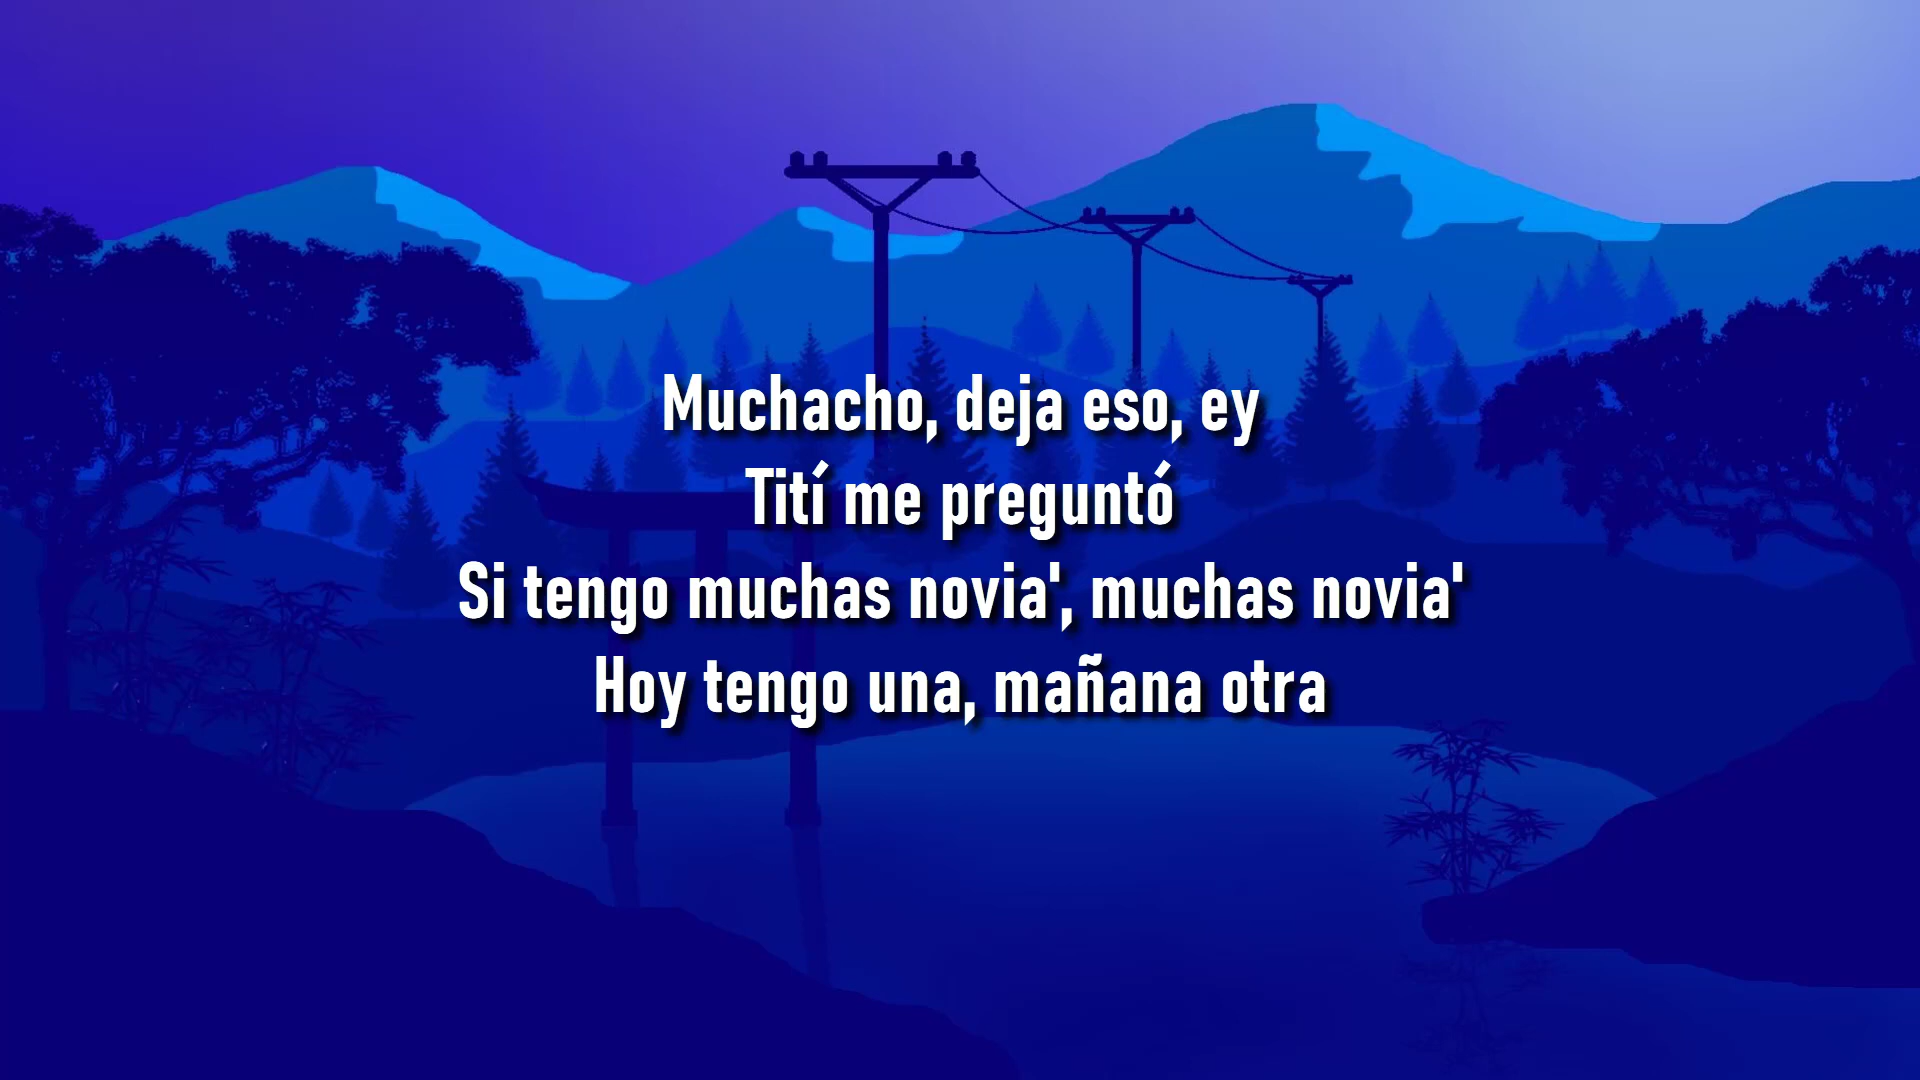 Muchacho, deja eso, ey
Tití me preguntó
Si tengo muchas novia', muchas novia'
Hoy tengo una, mañana otra